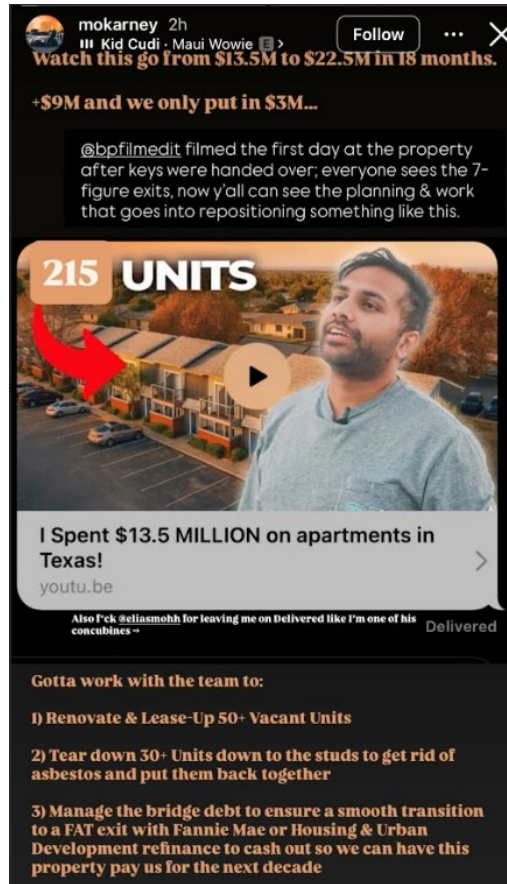 mokarney 2h
Kid Cudi · Maui Wowie E >
Follow
Watch this go from $13.5M to $22.5M in 18 months.
+$9M and we only put in $3M...
@bpfilmedit filmed the first day at the property
after keys were handed over; everyone sees the 7-
figure exits, now y'all can see the planning & work
that goes into repositioning something like this.
215 UNITS
I Spent $13.5 MILLION on apartments in
Texas!
youtu.be
Also f*ck @eliasmohh for leaving me on Delivered like I'm one of his
concubines →
Delivered
Gotta work with the team to:
1) Renovate & Lease-Up 50+ Vacant Units
2) Tear down 30+ Units down to the studs to get rid of
asbestos and put them back together
3) Manage the bridge debt to ensure a smooth transition
to a FAT exit with Fannie Mae or Housing & Urban
Development refinance to cash out so we can have this
property pay us for the next decade